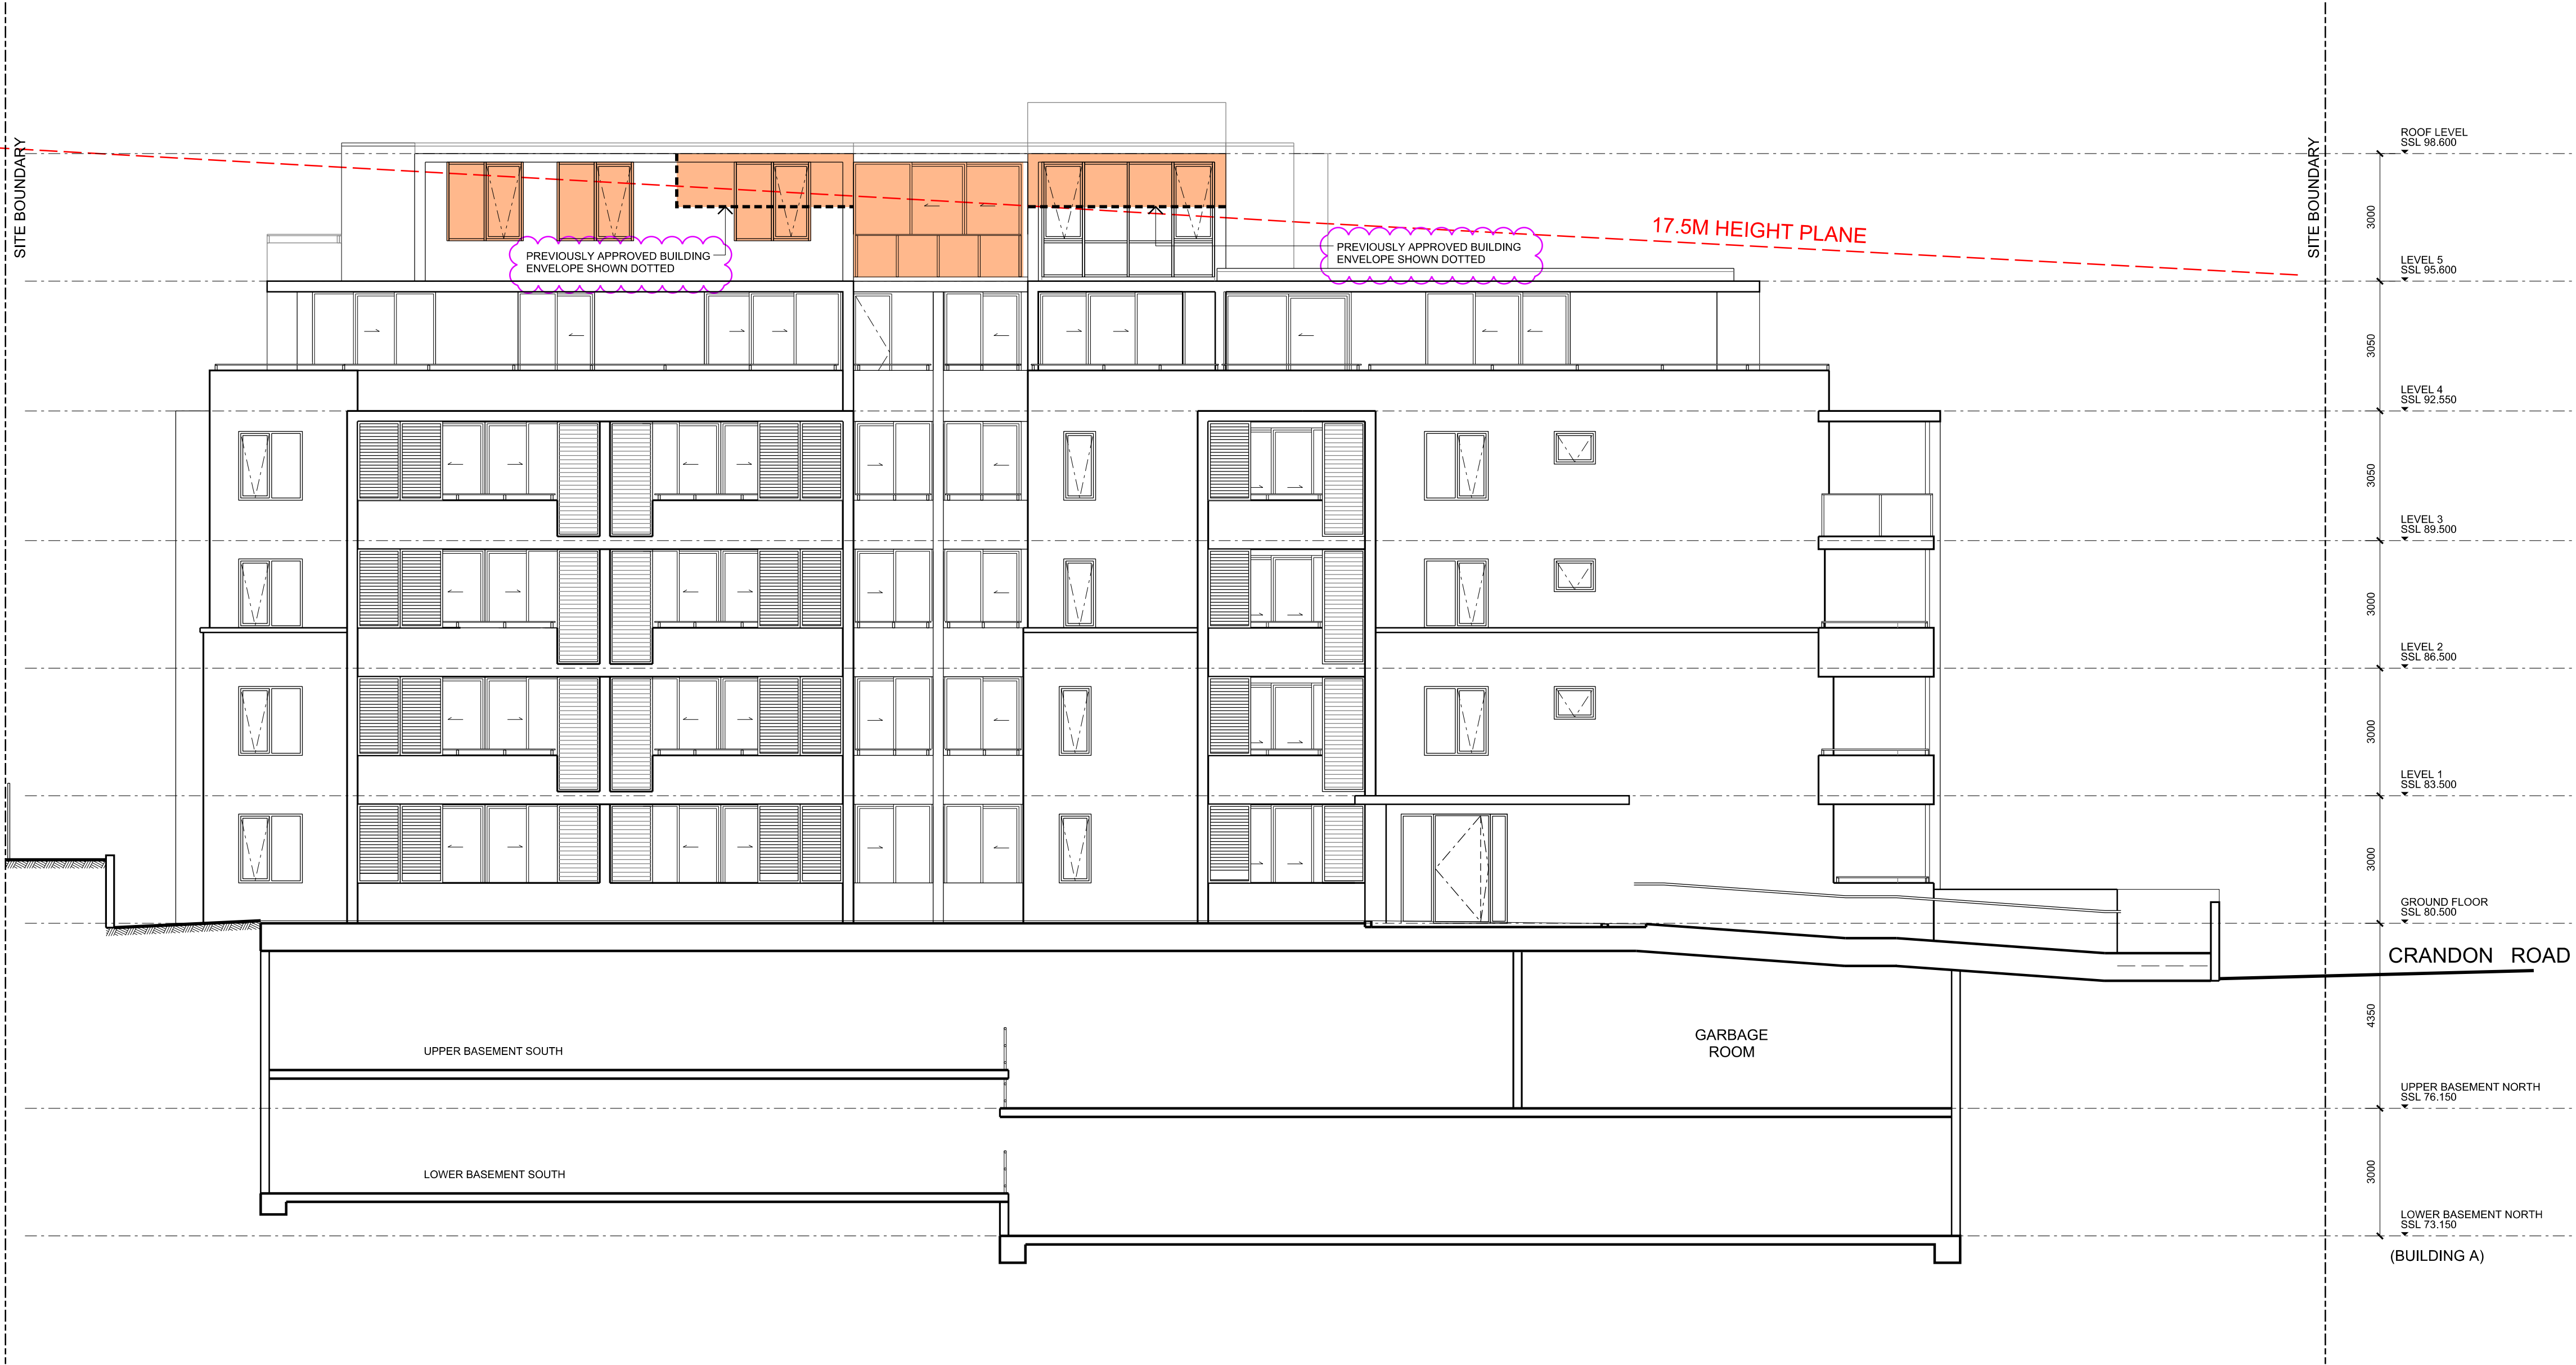 SITE BOUNDARY
SITE BOUNDARY
17.5M HEIGHT PLANE
PREVIOUSLY APPROVED BUILDING
ENVELOPE SHOWN DOTTED
PREVIOUSLY APPROVED BUILDING
ENVELOPE SHOWN DOTTED
ROOF LEVEL
SSL 98.600
3000
LEVEL 5
SSL 95.600
3050
LEVEL 4
SSL 92.550
3050
LEVEL 3
SSL 89.500
3000
LEVEL 2
SSL 86.500
3000
LEVEL 1
SSL 83.500
3000
GROUND FLOOR
SSL 80.500
CRANDON ROAD
4350
GARBAGE
ROOM
UPPER BASEMENT SOUTH
UPPER BASEMENT NORTH
SSL 76.150
3000
LOWER BASEMENT SOUTH
LOWER BASEMENT NORTH
SSL 73.150
(BUILDING A)